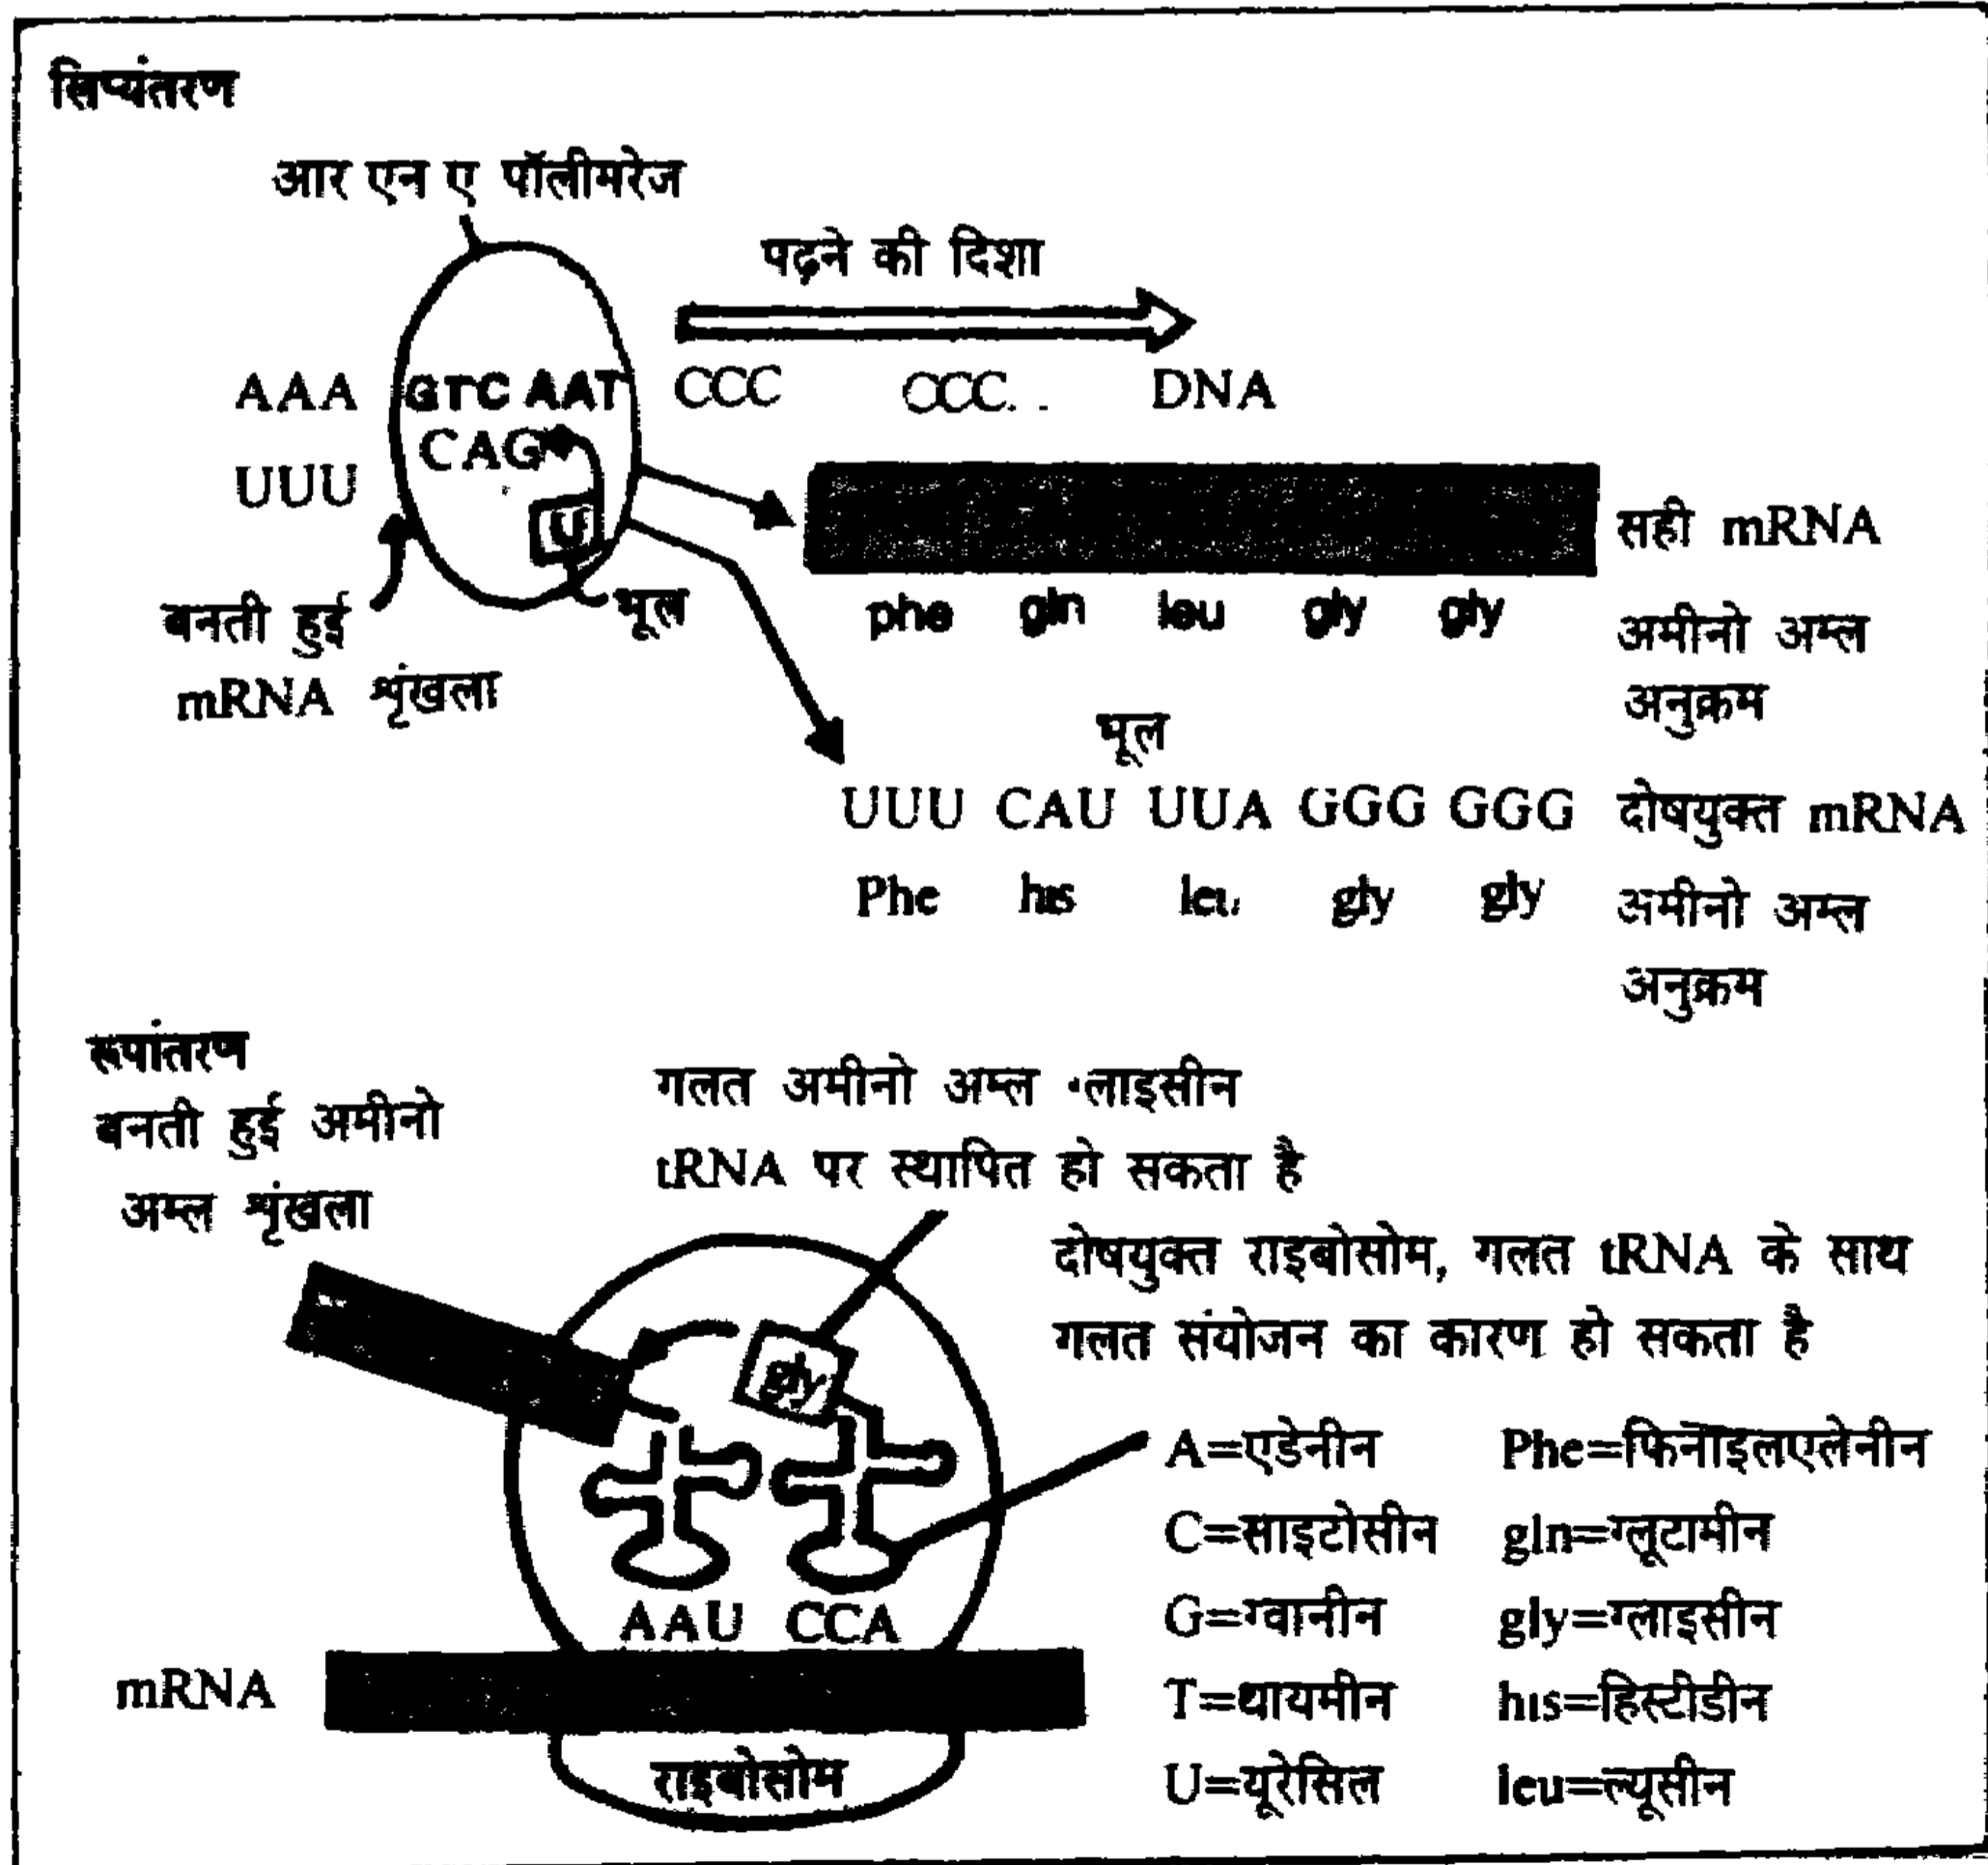 लिप्यंतरण
आर एन ए पॉलीमरेज
पढ़ने की दिशा
AAA GTC AAT CCC CCC. . DNA
CAG
UUU
U
सही mRNA
बनती हुई
mRNA शृंखला
भूल
phe gln leu gly gly
अमीनो अम्ल
अनुक्रम
भूल
UUU CAU UUA GGG GGG दोषयुक्त mRNA
Phe his leu gly gly अमीनो अम्ल
अनुक्रम
रूपांतरण
बनती हुई अमीनो
अम्ल शृंखला
गलत अमीनो अम्ल ग्लाइसीन
tRNA पर स्थापित हो सकता है
दोषयुक्त राइबोसोम, गलत tRNA के साथ
गलत संयोजन का कारण हो सकता है
gly
AAU CCA
mRNA
राइबोसोम
A=एडेनीन Phe=फिनॉइलएलेनीन
C=साइटोसीन gln=ग्लूटामीन
G=ग्वानीन gly=ग्लाइसीन
T=थायमीन his=हिस्टीडीन
U=यूरेसिल leu=ल्यूसीन